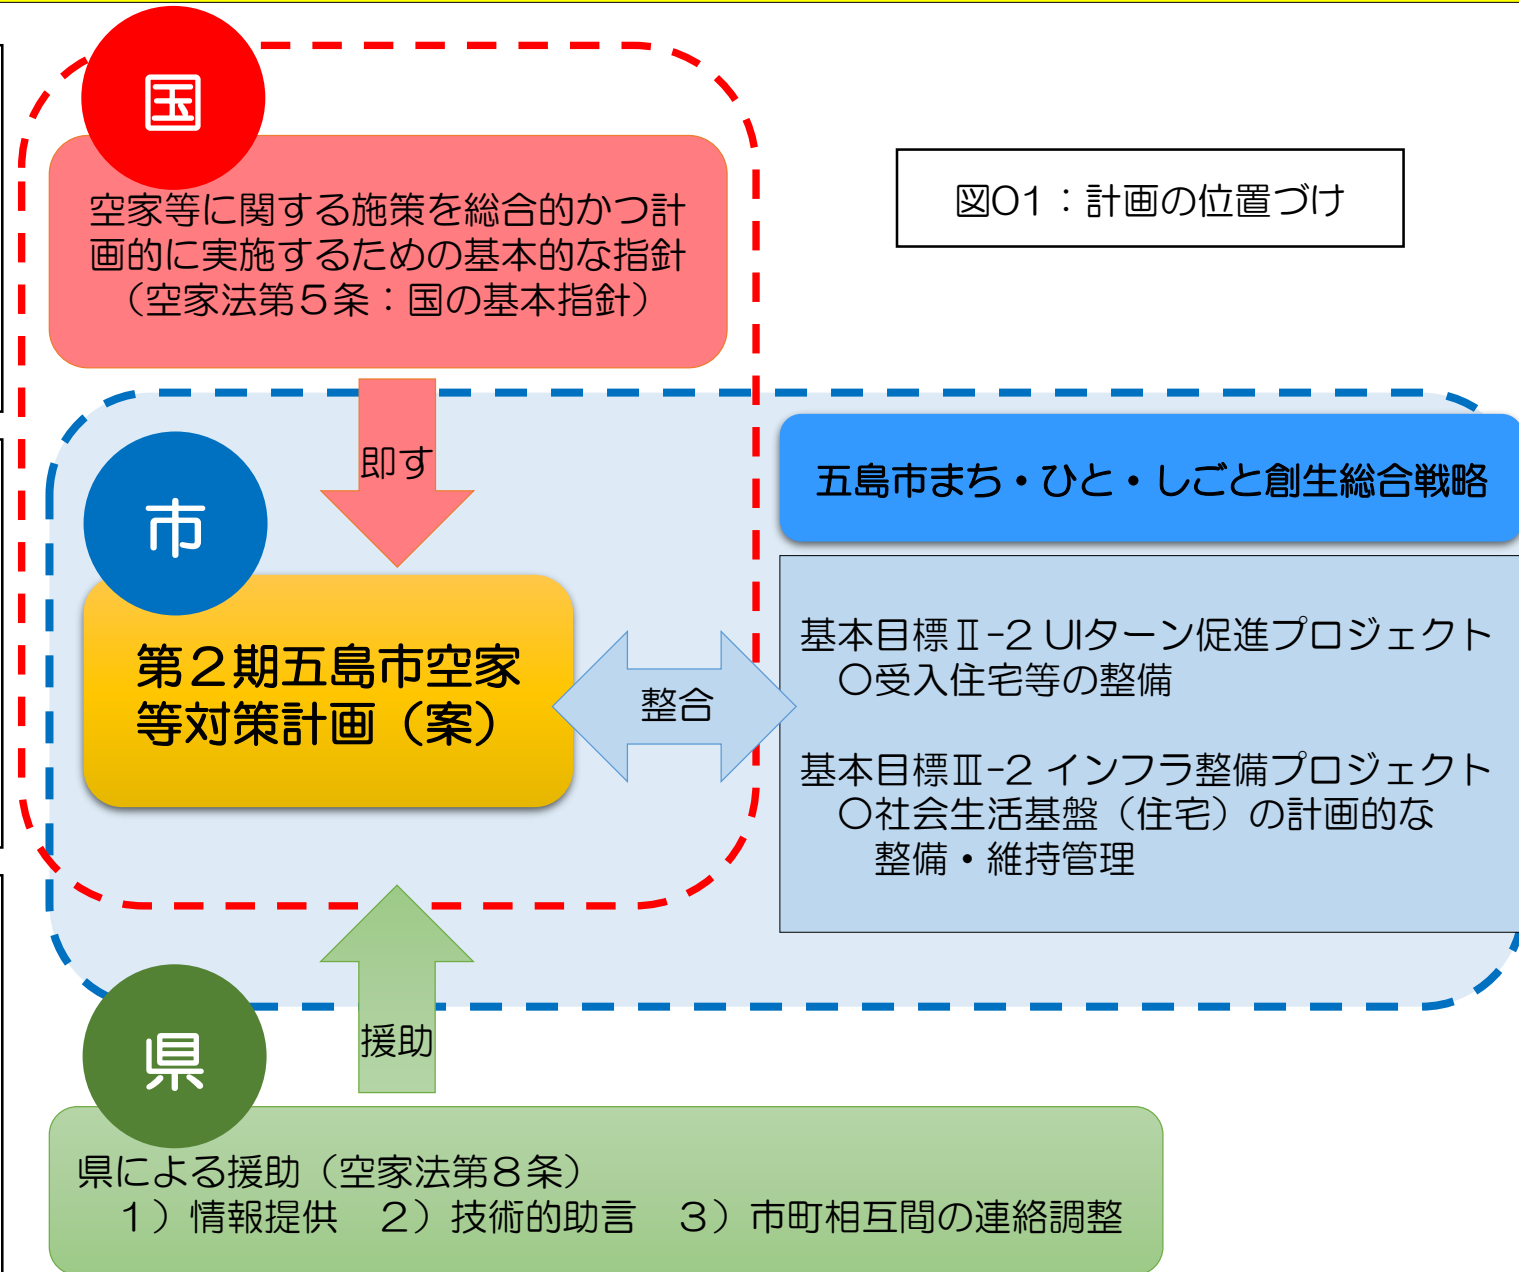 国
空家等に関する施策を総合的かつ計
画的に実施するための基本的な指針
（空家法第５条：国の基本指針）
図01：計画の位置づけ
即す
市
第２期五島市空家
等対策計画（案）
整合
五島市まち・ひと・しごと創生総合戦略
基本目標Ⅱ-2 UIターン促進プロジェクト
〇受入住宅等の整備
基本目標Ⅲ-2 インフラ整備プロジェクト
〇社会生活基盤（住宅）の計画的な
整備・維持管理
援助
県
県による援助（空家法第８条）
１）情報提供　２）技術的助言　３）市町相互間の連絡調整